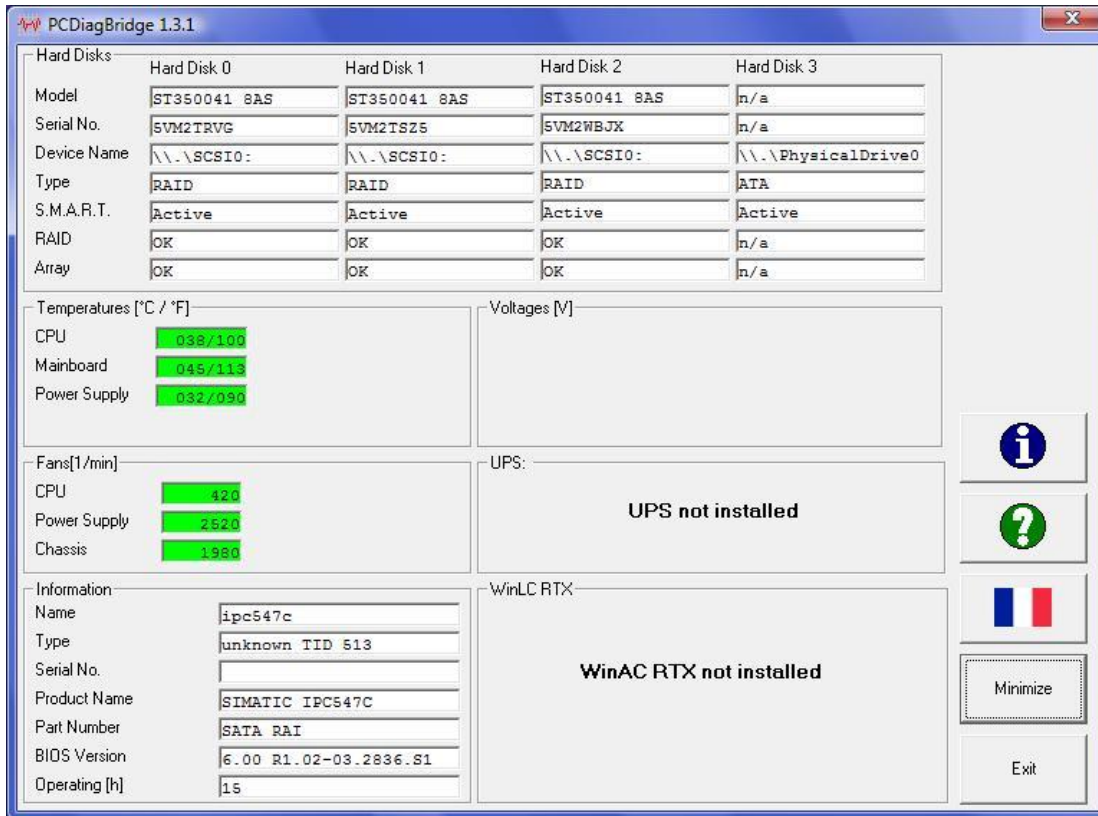 PCDiagBridge 1.3.1
Hard Disks
Hard Disk 0 Hard Disk 1 Hard Disk 2 Hard Disk 3
Model ST350041 8AS ST350041 8AS ST350041 8AS n/a
Serial No. 5VM2TRVG 5VM2TSZ5 5VM2WBJX n/a
Device Name \\.\SCSI0: \\.\SCSI0: \\.\SCSI0: \\.\PhysicalDrive0
Type RAID RAID RAID ATA
S.M.A.R.T. Active Active Active Active
RAID OK OK OK n/a
Array OK OK OK n/a
Temperatures [°C / °F]
CPU 038/100
Mainboard 045/113
Power Supply 032/090
Voltages [V]
Fans[1/min]
CPU 420
Power Supply 2520
Chassis 1980
UPS:
UPS not installed
Information
Name ipc547c
Type unknown TID 513
Serial No.
Product Name SIMATIC IPC547C
Part Number SATA RAI
BIOS Version 6.00 R1.02-03.2836.S1
Operating [h] 15
WinLC RTX
WinAC RTX not installed
i
?
Minimize
Exit